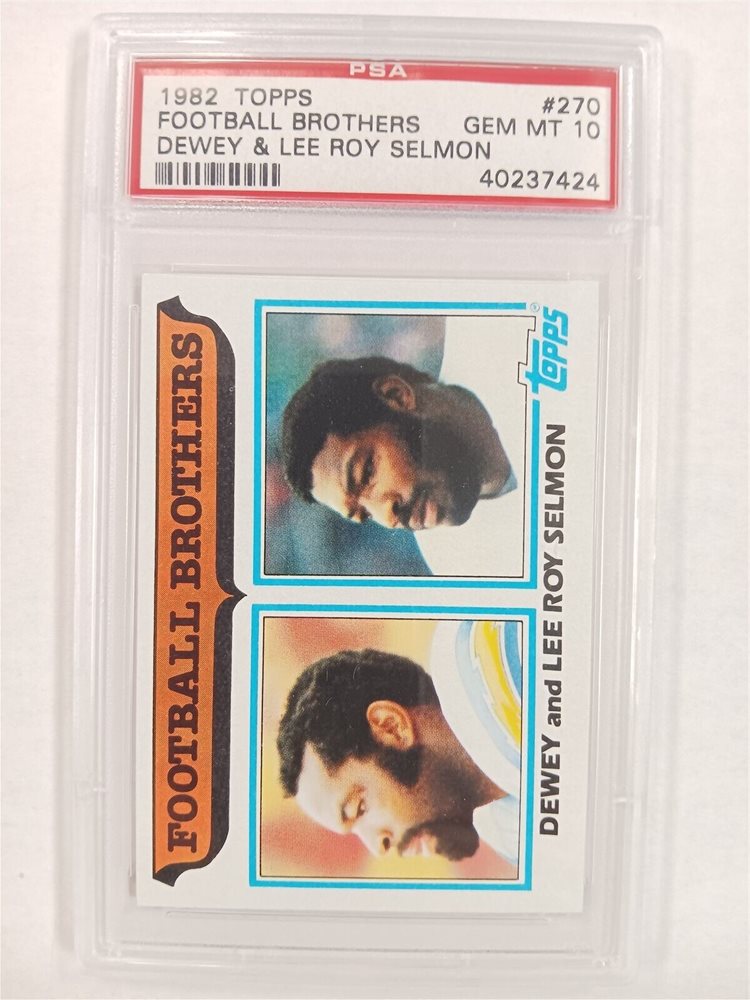 PSA
1982 TOPPS #270
FOOTBALL BROTHERS GEM MT 10
DEWEY & LEE ROY SELMON
40237424
FOOTBALL BROTHERS
topps®
DEWEY and LEE ROY SELMON